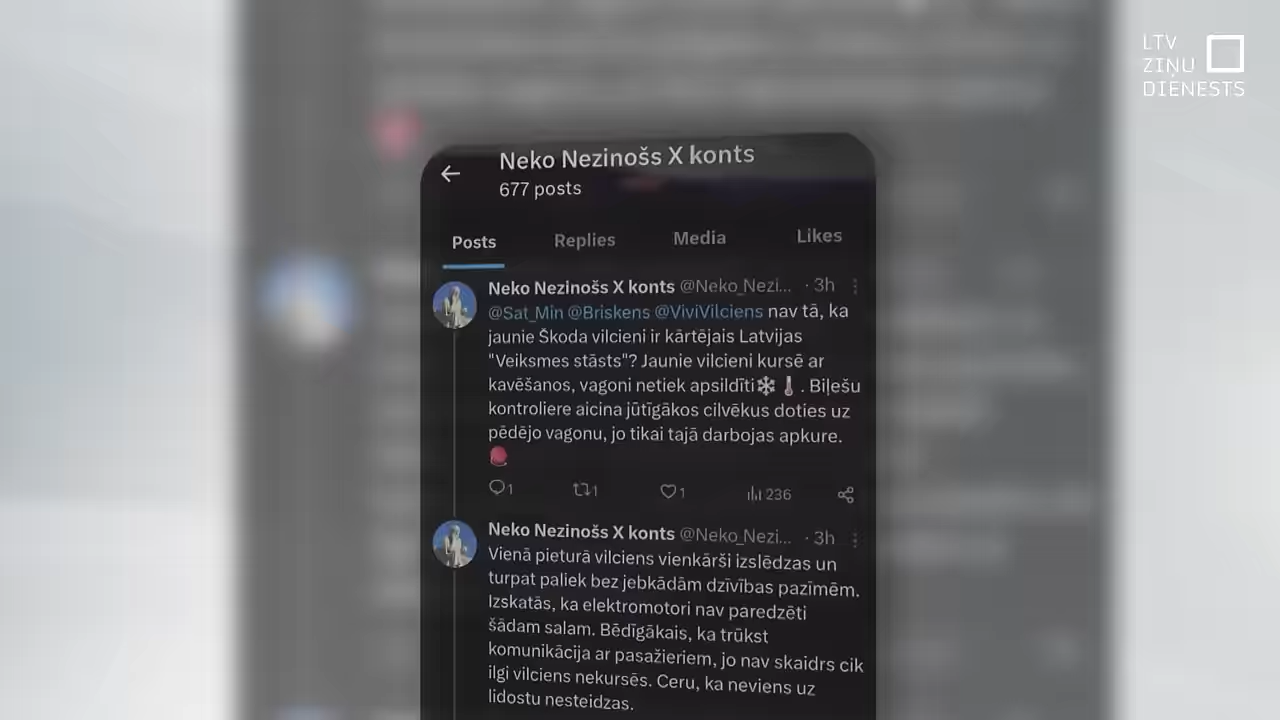 LTV
ZIŅU
DIENESTS
Neko Nezinošs X konts
677 posts
Posts Replies Media Likes
Neko Nezinošs X konts @Neko_Nezi... · 3h
@Sat_Min @Briskens @ViviVilciens nav tā, ka
jaunie Škoda vilcieni ir kārtējais Latvijas
"Veiksmes stāsts"? Jaunie vilcieni kursē ar
kavēšanos, vagoni netiek apsildīti❄️🌡️. Biļešu
kontroliere aicina jūtīgākos cilvēkus doties uz
pēdējo vagonu, jo tikai tajā darbojas apkure.
1 1 1 236
Neko Nezinošs X konts @Neko_Nezi... · 3h
Vienā pieturā vilciens vienkārši izslēdzas un
turpat paliek bez jebkādām dzīvības pazīmēm.
Izskatās, ka elektromotori nav paredzēti
šādam salam. Bēdīgākais, ka trūkst
komunikācija ar pasažieriem, jo nav skaidrs cik
ilgi vilciens nekursēs. Ceru, ka neviens uz
lidostu nesteidzas.